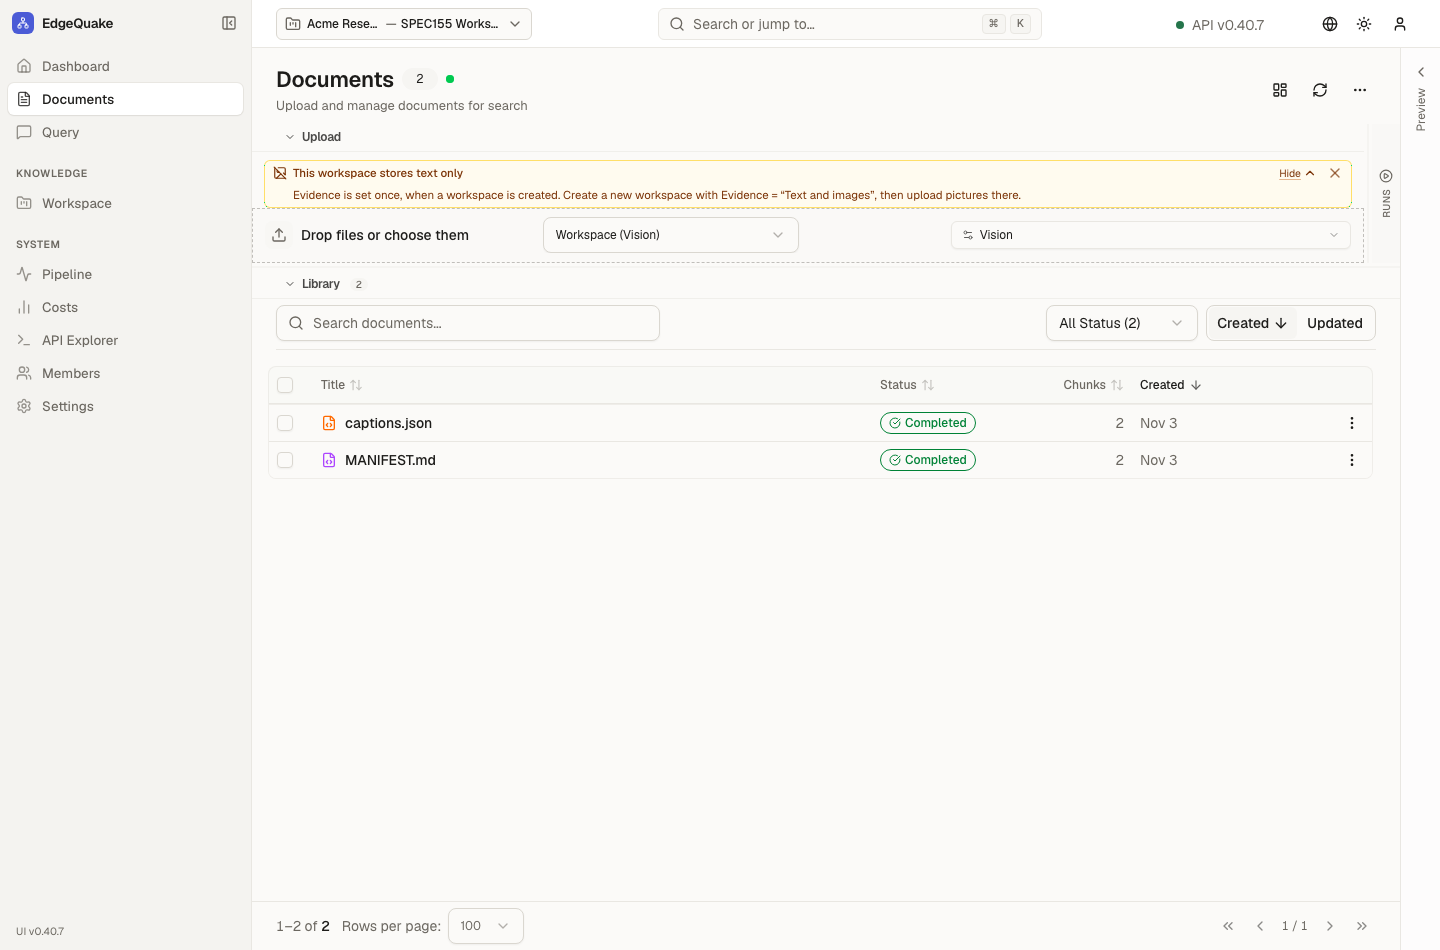 EdgeQuake
Acme Rese... — SPEC155 Works...
Search or jump to...
⌘ K
API v0.40.7
Dashboard
Documents
Query
KNOWLEDGE
Workspace
SYSTEM
Pipeline
Costs
API Explorer
Members
Settings
UI v0.40.7
Documents 2
Upload and manage documents for search
Upload
This workspace stores text only
Hide
Evidence is set once, when a workspace is created. Create a new workspace with Evidence = “Text and images”, then upload pictures there.
Drop files or choose them
Workspace (Vision)
Vision
Library 2
Search documents...
All Status (2)
Created
Updated
Title Status Chunks Created
captions.json Completed 2 Nov 3
MANIFEST.md Completed 2 Nov 3
1–2 of 2 Rows per page: 100
1 / 1
RUNS
Preview